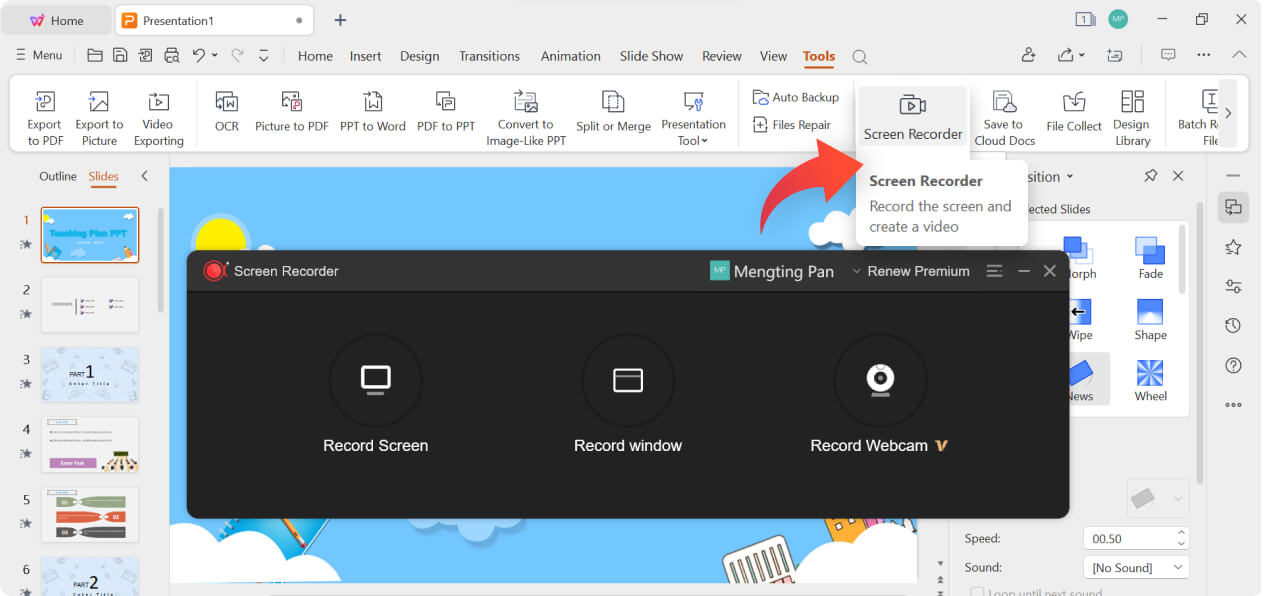 Home
Presentation1
1
MP
Menu
Home
Insert
Design
Transitions
Animation
Slide Show
Review
View
Tools
Export
to PDF
Export to
Picture
Video
Exporting
OCR
Picture to PDF
PPT to Word
PDF to PPT
Convert to
Image-Like PPT
Split or Merge
Presentation
Tool
Auto Backup
Files Repair
Screen Recorder
Save to
Cloud Docs
File Collect
Design
Library
Batch R
File
Screen Recorder
Record the screen and
create a video
Outline
Slides
sition
ected Slides
1
Teaching Plan PPT
2
CONTENTS
3
PART 1
Enter Title
4
Enter Text
5
01
02
03
6
PART 2
Enter Title
orph
Fade
Wipe
Shape
News
Wheel
Screen Recorder
MP
Mengting Pan
Renew Premium
Record Screen
Record window
Record Webcam
Speed:
00.50
Sound:
[No Sound]
Loop until next sound